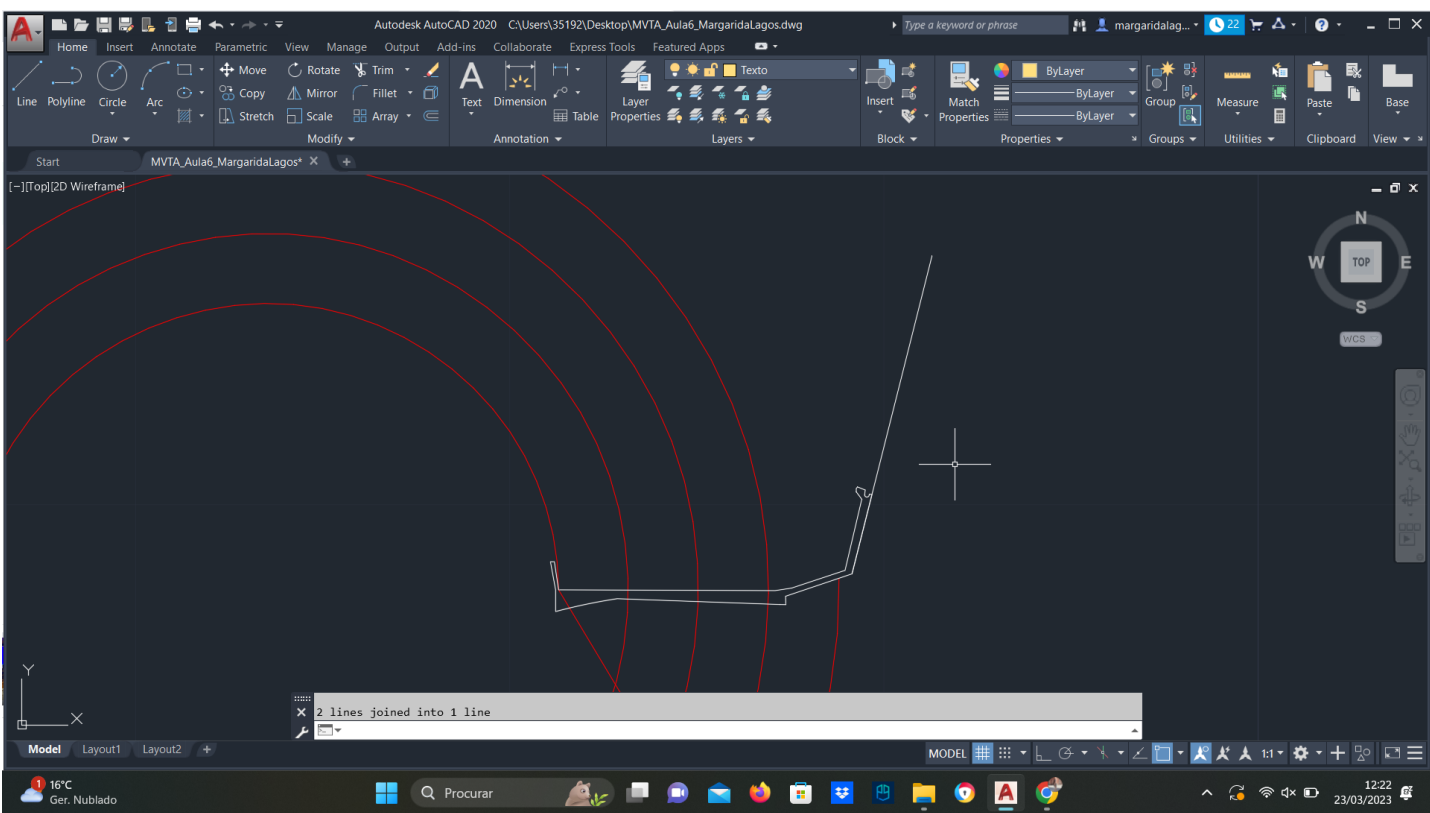 Autodesk AutoCAD 2020 C:\Users\35192\Desktop\MVTA_Aula6_MargaridaLagos.dwg Type a keyword or phrase margaridalag... 22
Home Insert Annotate Parametric View Manage Output Add-ins Collaborate Express Tools Featured Apps
Line Polyline Circle Arc
Move Rotate Trim
Copy Mirror Fillet
Stretch Scale Array
Text Dimension Table
Layer Properties
Texto
Insert
Match Properties
ByLayer
ByLayer
ByLayer
Group
Measure
Paste
Base
Draw Modify Annotation Layers Block Properties Groups Utilities Clipboard View
Start MVTA_Aula6_MargaridaLagos* +
[−][Top][2D Wireframe]
N
W TOP E
S
WCS
Y
X
2 lines joined into 1 line
Model Layout1 Layout2 + MODEL 1:1
1 16°C
Ger. Nublado
Procurar
12:22
23/03/2023